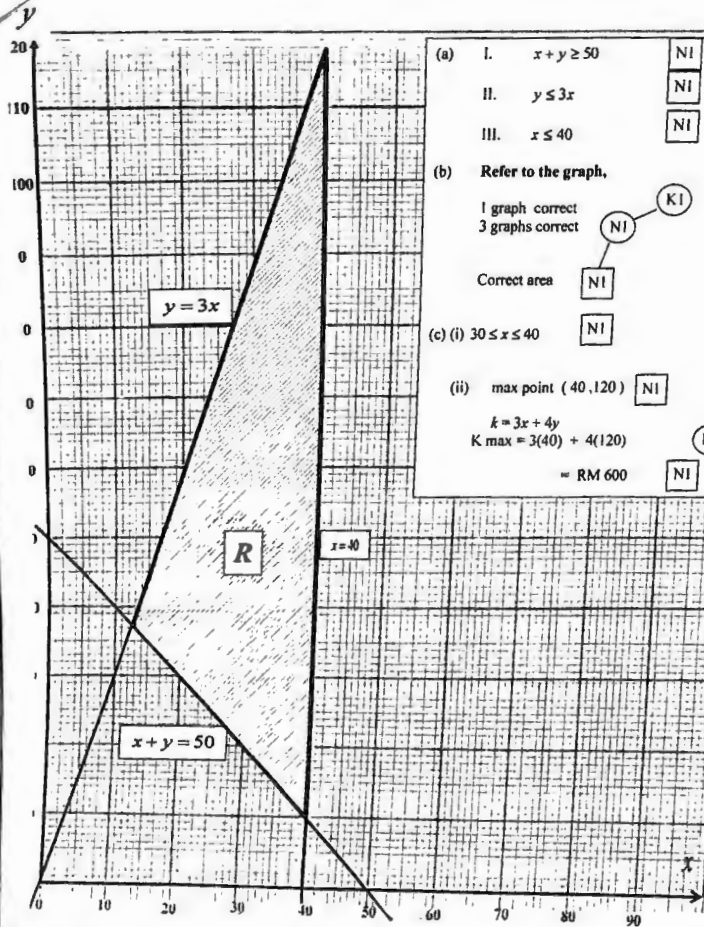 y
20
110
100
0
0
0
0
0
10 20 30 40 50 60 70 80 90
x
y = 3x
R
x = 40
x + y = 50
(a) I. x + y ≥ 50 N1
II. y ≤ 3x N1
III. x ≤ 40 N1
(b) Refer to the graph,
1 graph correct K1
3 graphs correct N1
Correct area N1
(c) (i) 30 ≤ x ≤ 40 N1
(ii) max point ( 40 ,120 ) N1
k = 3x + 4y
K max = 3(40) + 4(120)
= RM 600 N1